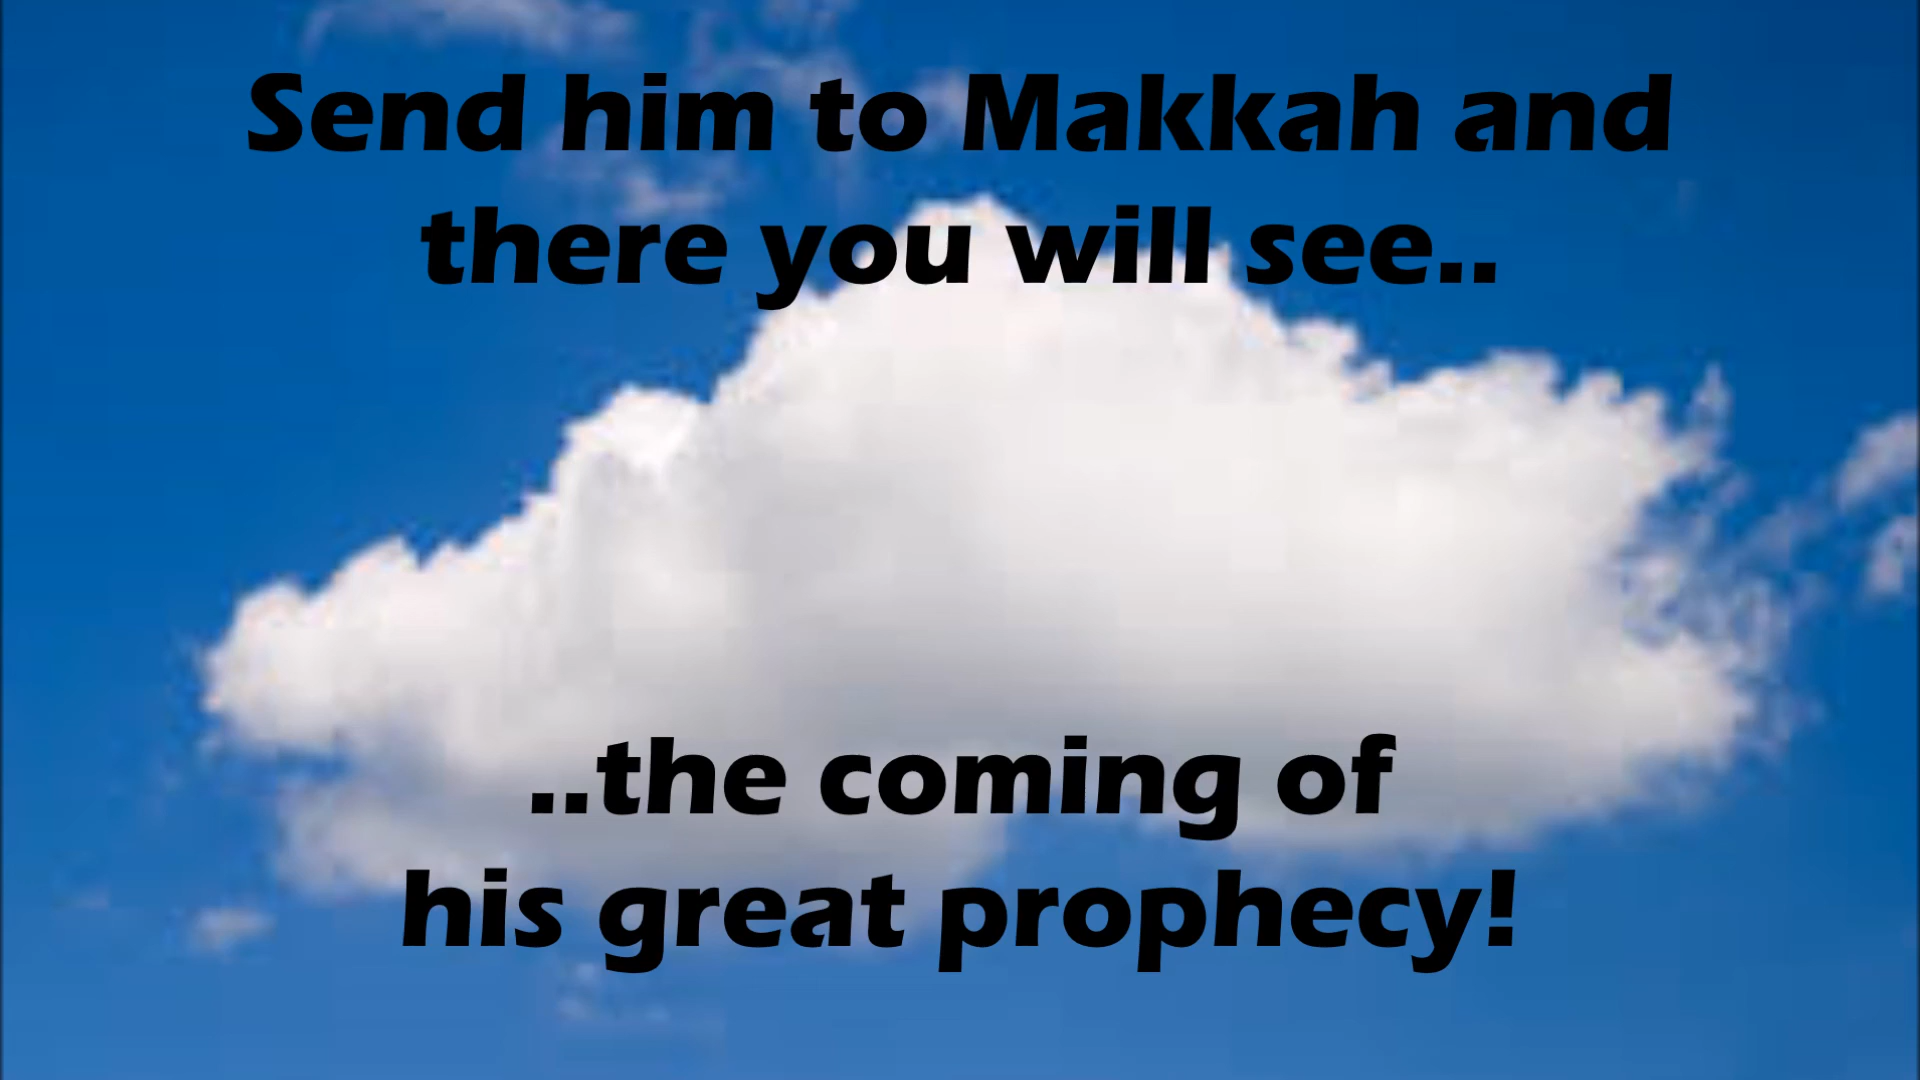 Send him to Makkah and
there you will see..
..the coming of
his great prophecy!